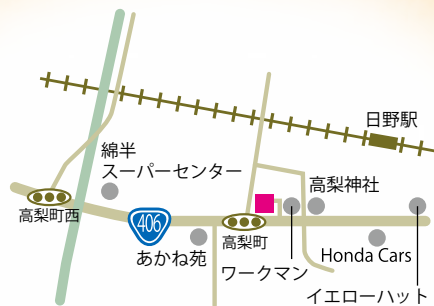 日野駅
綿半
スーパーセンター
高梨神社
高梨町西
406
高梨町
あかね苑
ワークマン
Honda Cars
イエローハット